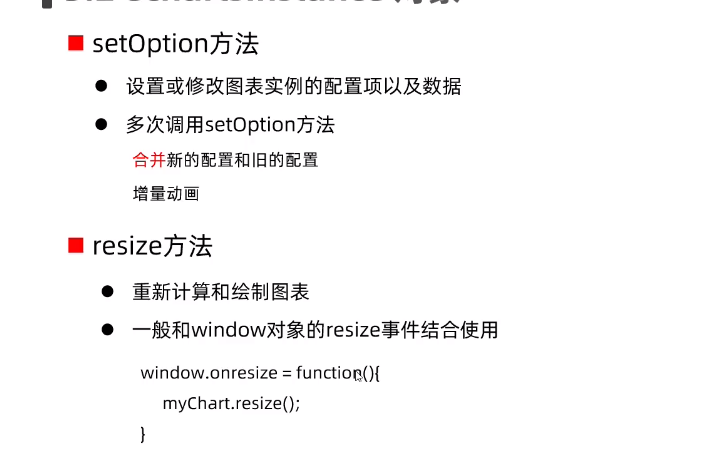 setOption方法
设置或修改图表实例的配置项以及数据
多次调用setOption方法
合并新的配置和旧的配置
增量动画
resize方法
重新计算和绘制图表
一般和window对象的resize事件结合使用
window.onresize = function(){
myChart.resize();
}